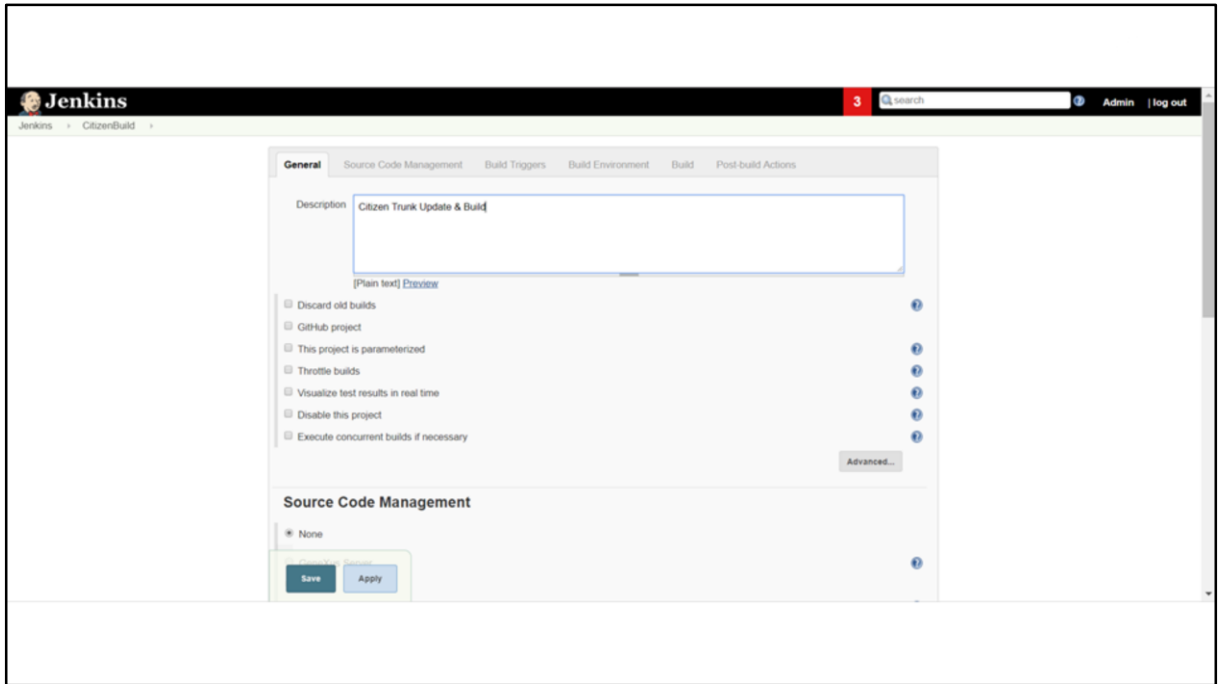 Jenkins
3
search
Admin | log out
Jenkins
CitizenBuild
General Source Code Management Build Triggers Build Environment Build Post-build Actions
Description
Citizen Trunk Update & Build
[Plain text] Preview
Discard old builds
GitHub project
This project is parameterized
Throttle builds
Visualize test results in real time
Disable this project
Execute concurrent builds if necessary
Advanced...
Source Code Management
None
GeneXus Server
Save Apply